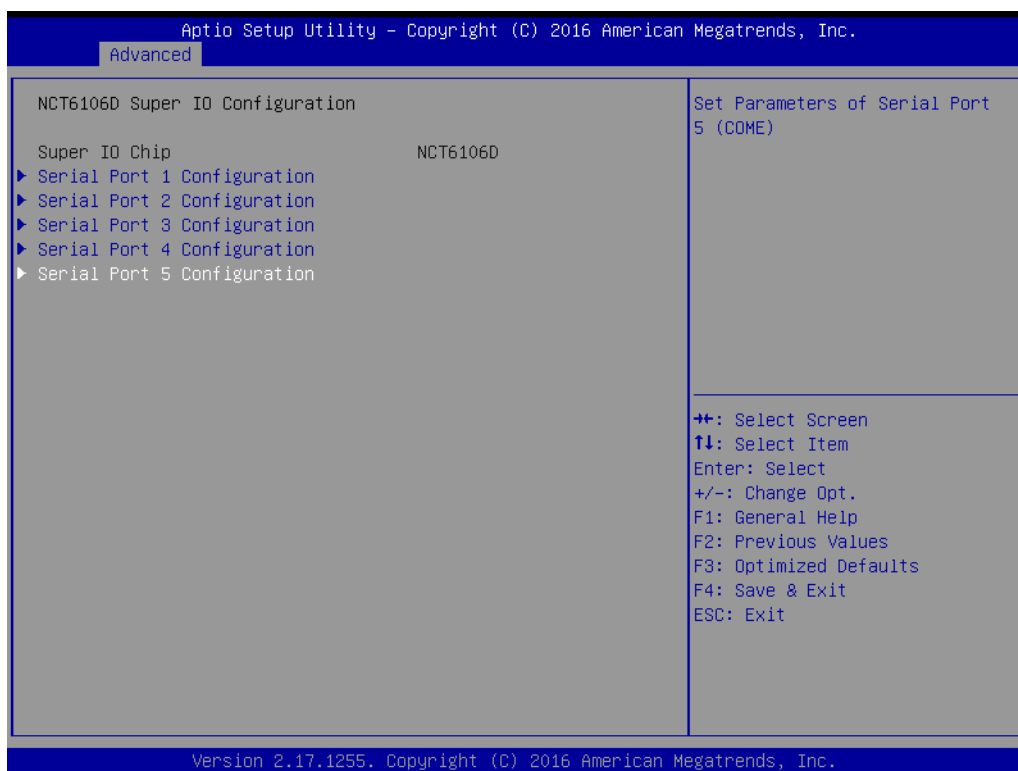 Aptio Setup Utility – Copyright (C) 2016 American Megatrends, Inc.
Advanced
NCT6106D Super IO Configuration
Super IO Chip NCT6106D
Serial Port 1 Configuration
Serial Port 2 Configuration
Serial Port 3 Configuration
Serial Port 4 Configuration
Serial Port 5 Configuration
Set Parameters of Serial Port
5 (COME)
→←: Select Screen
↑↓: Select Item
Enter: Select
+/-: Change Opt.
F1: General Help
F2: Previous Values
F3: Optimized Defaults
F4: Save & Exit
ESC: Exit
Version 2.17.1255. Copyright (C) 2016 American Megatrends, Inc.